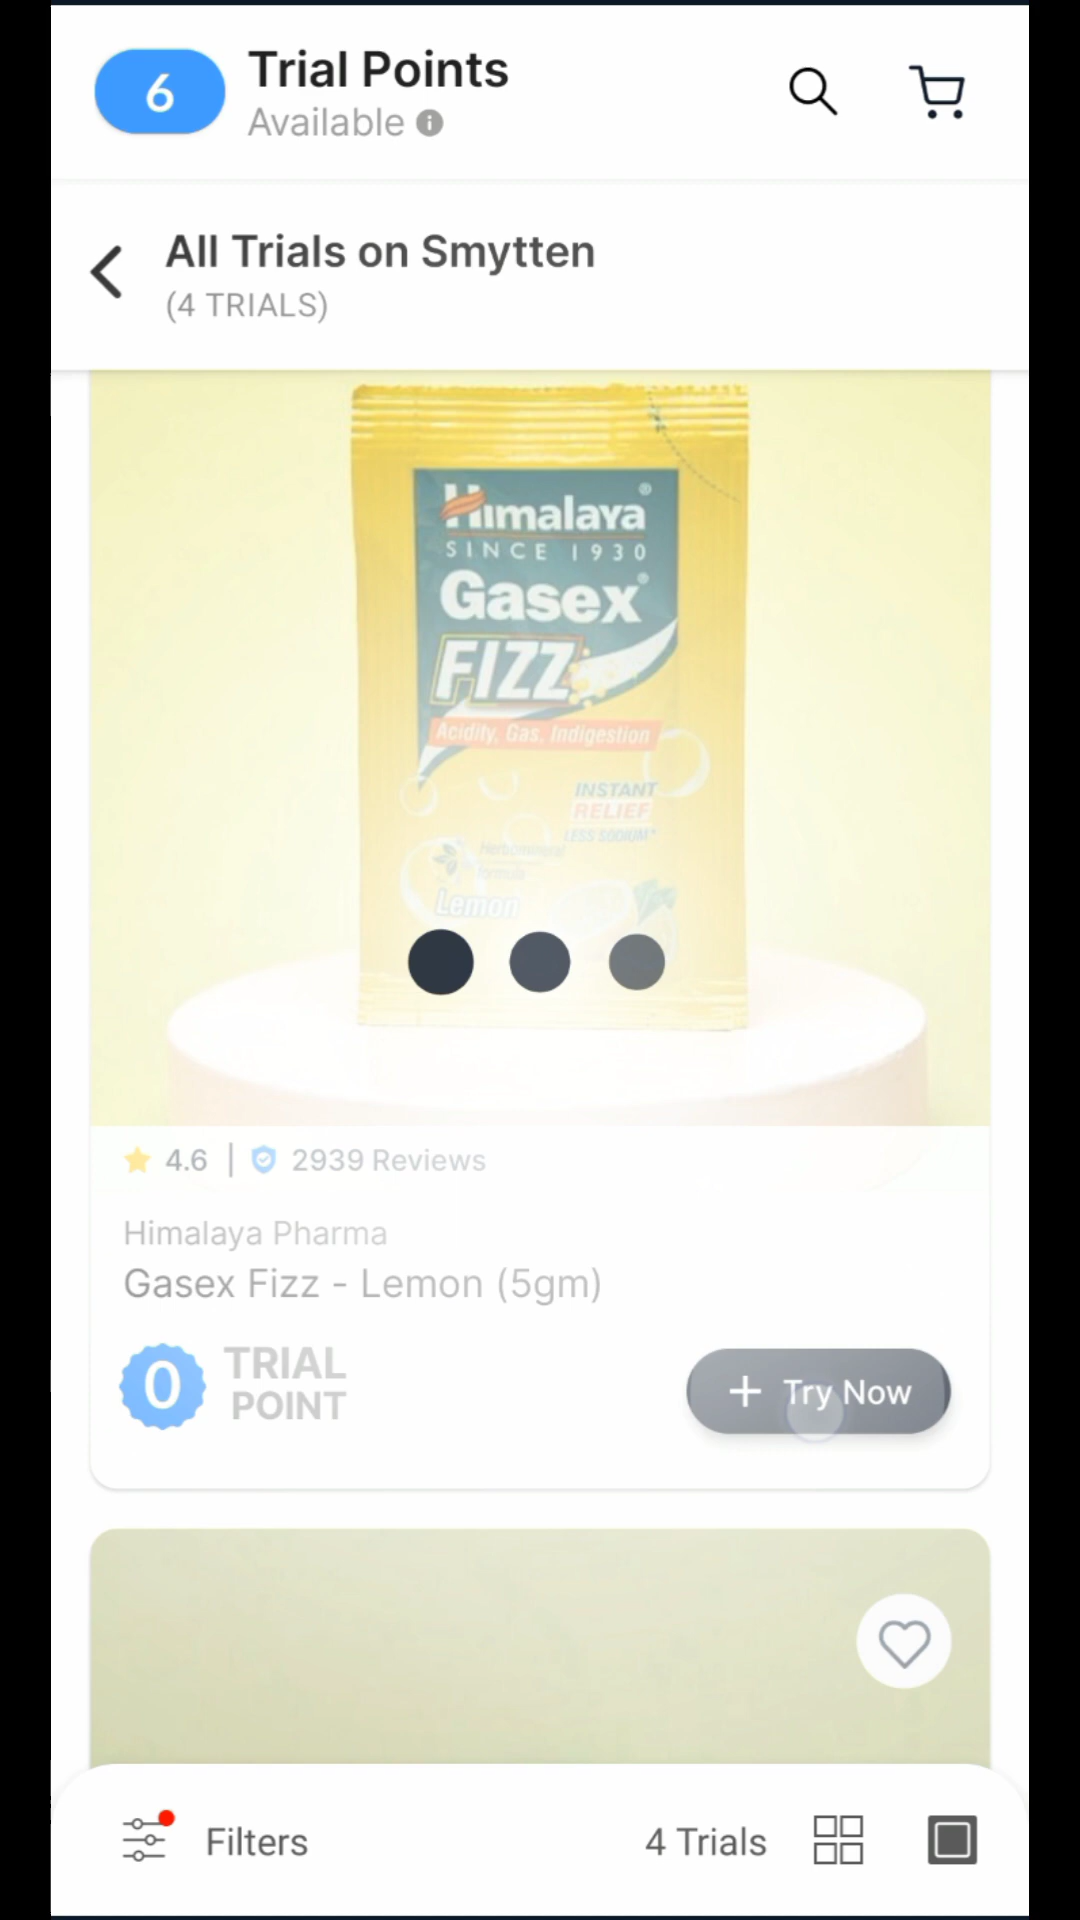 6
Trial Points
Available
All Trials on Smytten
(4 TRIALS)
Himalaya
SINCE 1930
Gasex
FIZZ
Acidity, Gas, Indigestion
INSTANT
RELIEF
LESS SODIUM*
Herbomineral
formula
Lemon
4.6 | 2939 Reviews
Himalaya Pharma
Gasex Fizz - Lemon (5gm)
0 TRIAL
POINT
+ Try Now
Filters
4 Trials